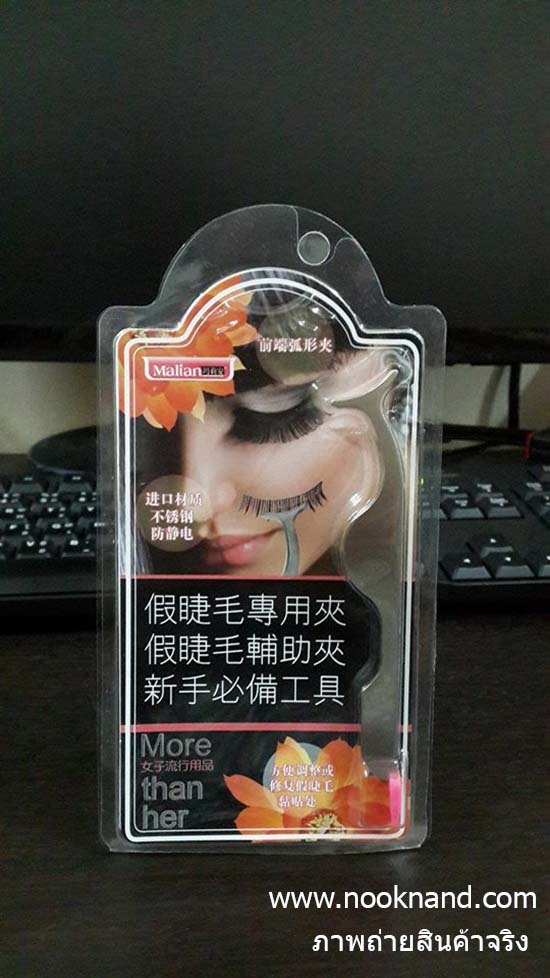 前端弧形夹
Malian
进口材质
不锈钢
防静电
假睫毛專用夾
假睫毛輔助夾
新手必備工具
More
女子流行用品
than
her
方便调整或
修复假睫毛
黏贴处
www.nooknand.com
ภาพถ่ายสินค้าจริง